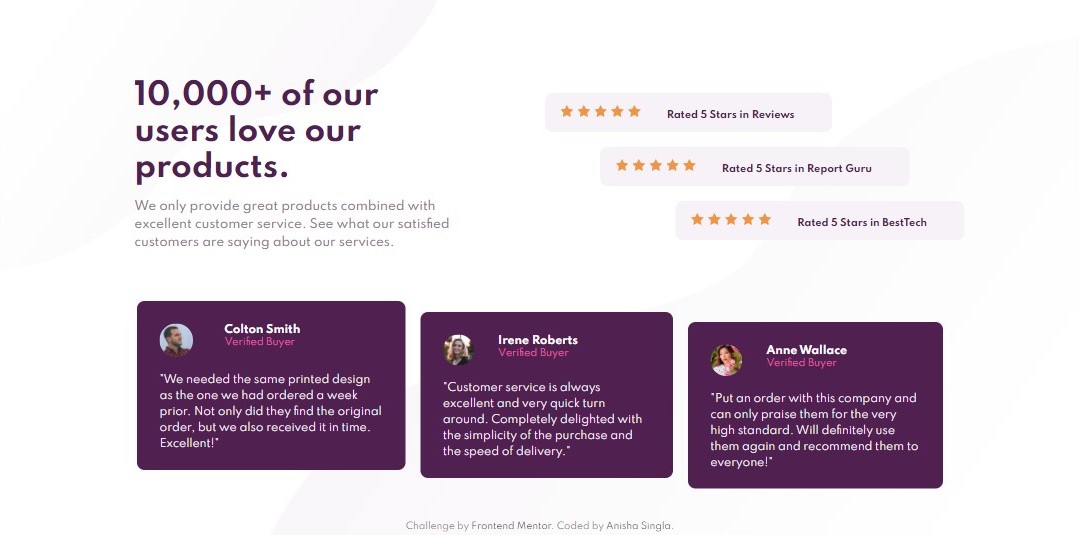 10,000+ of our
users love our
products.
We only provide great products combined with
excellent customer service. See what our satisfied
customers are saying about our services.
Rated 5 Stars in Reviews
Rated 5 Stars in Report Guru
Rated 5 Stars in BestTech
Colton Smith
Verified Buyer
"We needed the same printed design
as the one we had ordered a week
prior. Not only did they find the original
order, but we also received it in time.
Excellent!"
Irene Roberts
Verified Buyer
"Customer service is always
excellent and very quick turn
around. Completely delighted with
the simplicity of the purchase and
the speed of delivery."
Anne Wallace
Verified Buyer
"Put an order with this company and
can only praise them for the very
high standard. Will definitely use
them again and recommend them to
everyone!"
Challenge by Frontend Mentor. Coded by Anisha Singla.